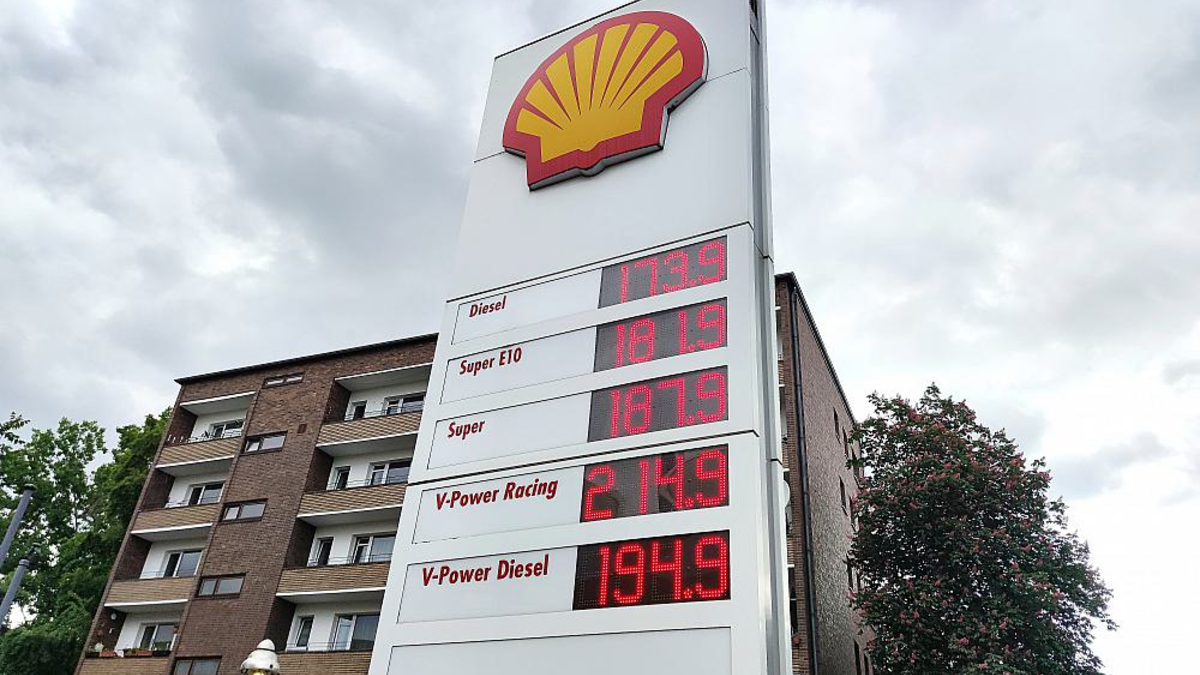 Diesel 173.9
Super E10 181.9
Super 187.9
V-Power Racing 214.9
V-Power Diesel 194.9